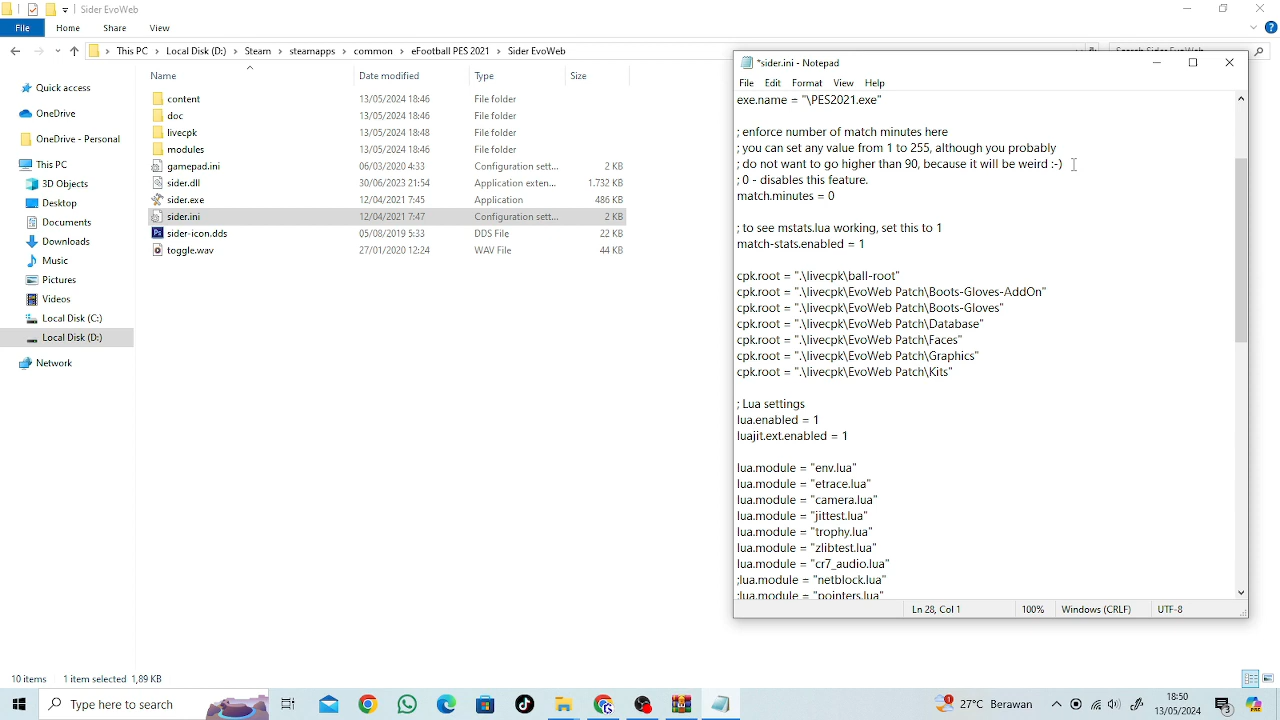 Sider EvoWeb
File Home Share View
This PC > Local Disk (D:) > Steam > steamapps > common > eFootball PES 2021 > Sider EvoWeb
Name Date modified Type Size
Quick access
OneDrive
OneDrive - Personal
This PC
3D Objects
Desktop
Documents
Downloads
Music
Pictures
Videos
Local Disk (C:)
Local Disk (D:)
Network
content 13/05/2024 18:46 File folder
doc 13/05/2024 18:46 File folder
livecpk 13/05/2024 18:48 File folder
modules 13/05/2024 18:46 File folder
gamepad.ini 06/03/2020 4:33 Configuration sett... 2 KB
sider.dll 30/06/2023 21:54 Application exten... 1.732 KB
sider.exe 12/04/2021 7:45 Application 486 KB
sider.ini 12/04/2021 7:47 Configuration sett... 2 KB
sider-icon.dds 05/08/2019 5:33 DDS File 22 KB
toggle.wav 27/01/2020 12:24 WAV File 44 KB
*sider.ini - Notepad
File Edit Format View Help
exe.name = "\PES2021.exe"
; enforce number of match minutes here
; you can set any value from 1 to 255, although you probably
; do not want to go higher than 90, because it will be weird :-)
; 0 - disables this feature.
match.minutes = 0
; to see mstats.lua working, set this to 1
match-stats.enabled = 1
cpk.root = ".\livecpk\ball-root"
cpk.root = ".\livecpk\EvoWeb Patch\Boots-Gloves-AddOn"
cpk.root = ".\livecpk\EvoWeb Patch\Boots-Gloves"
cpk.root = ".\livecpk\EvoWeb Patch\Database"
cpk.root = ".\livecpk\EvoWeb Patch\Faces"
cpk.root = ".\livecpk\EvoWeb Patch\Graphics"
cpk.root = ".\livecpk\EvoWeb Patch\Kits"
; Lua settings
lua.enabled = 1
luajit.ext.enabled = 1
lua.module = "env.lua"
lua.module = "etrace.lua"
lua.module = "camera.lua"
lua.module = "jittest.lua"
lua.module = "trophy.lua"
lua.module = "zlibtest.lua"
lua.module = "cr7_audio.lua"
;lua.module = "netblock.lua"
;lua.module = "pointers.lua"
Ln 28, Col 1 100% Windows (CRLF) UTF-8
10 items 1 item selected 1,89 KB
Type here to search
27°C Berawan
18:50
13/05/2024